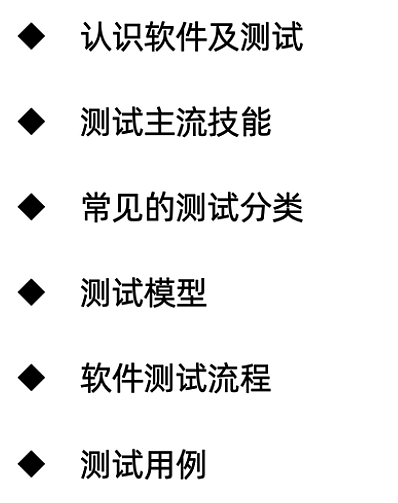 ◆ 认识软件及测试
◆ 测试主流技能
◆ 常见的测试分类
◆ 测试模型
◆ 软件测试流程
◆ 测试用例